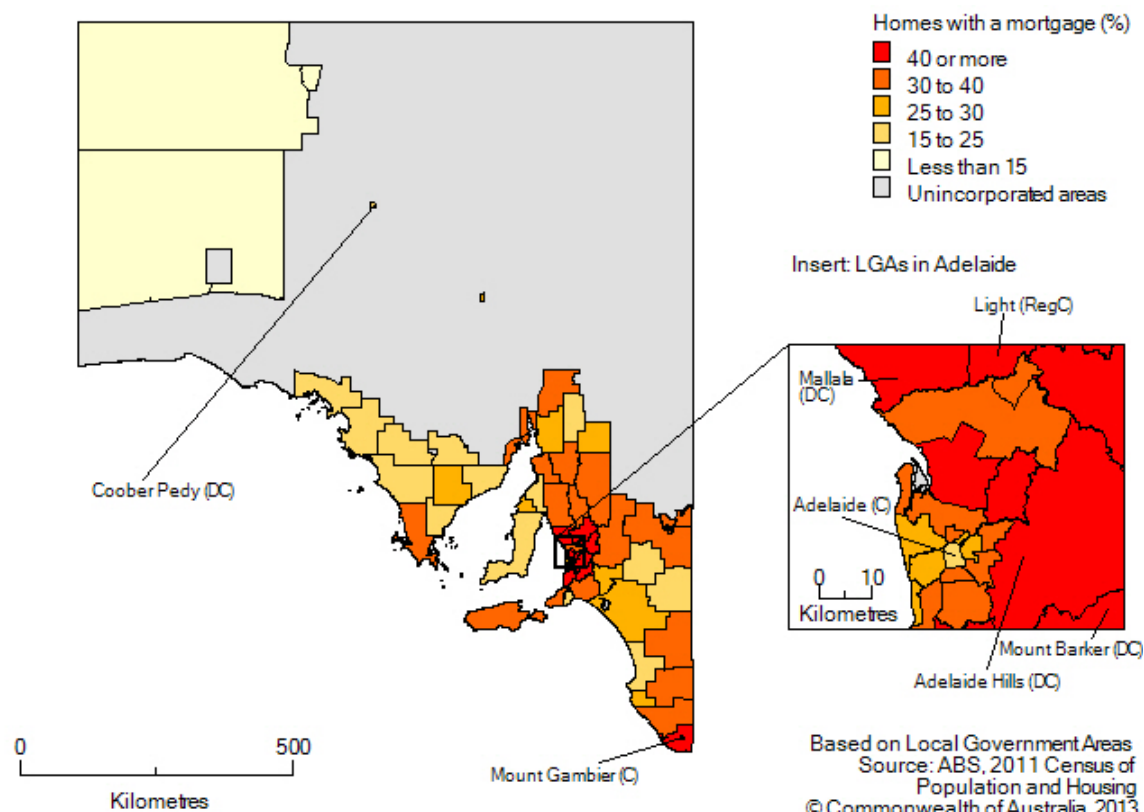 Homes with a mortgage (%)
40 or more
30 to 40
25 to 30
15 to 25
Less than 15
Unincorporated areas
Insert: LGAs in Adelaide
Light (RegC)
Mallala
(DC)
Coober Pedy (DC)
Adelaide (C)
0 10
Kilometres
Mount Barker (DC)
Adelaide Hills (DC)
0 500
Kilometres
Mount Gambier (C)
Based on Local Government Areas
Source: ABS, 2011 Census of
Population and Housing
© Commonwealth of Australia, 2013